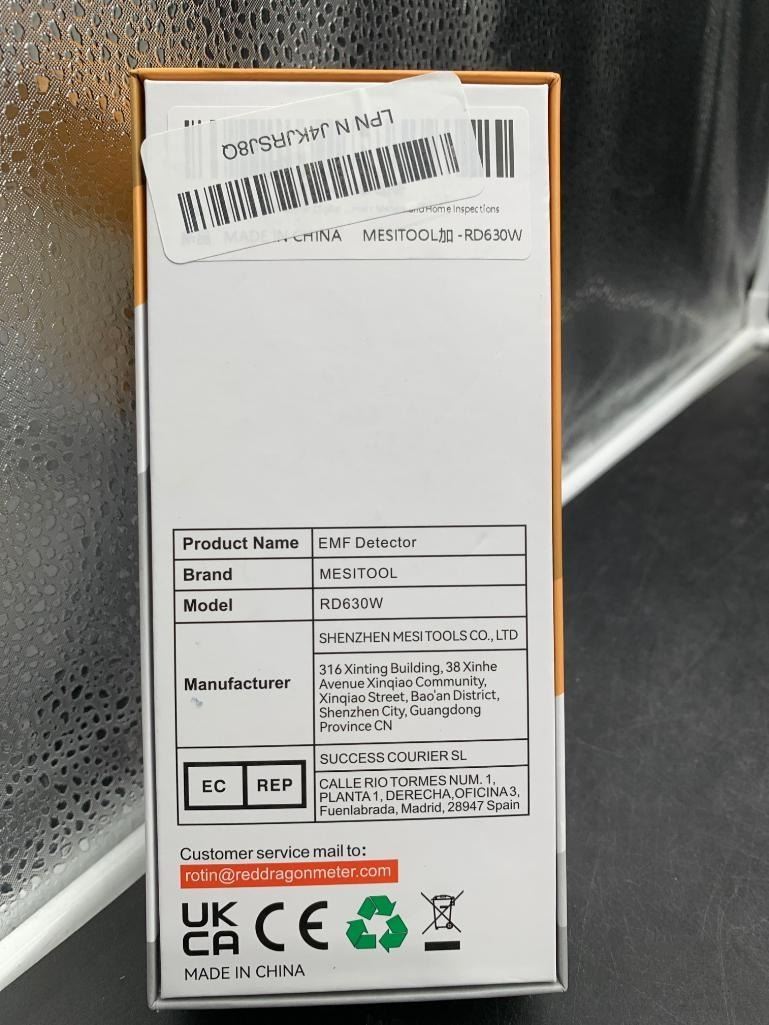 LPN N J4KJRSJ8Q
and Home Inspections
MADE IN CHINA MESITOOL加 -RD630W
Product Name EMF Detector
Brand MESITOOL
Model RD630W
Manufacturer
SHENZHEN MESI TOOLS CO., LTD
316 Xinting Building, 38 Xinhe
Avenue Xinqiao Community,
Xinqiao Street, Bao'an District,
Shenzhen City, Guangdong
Province CN
EC REP
SUCCESS COURIER SL
CALLE RIO TORMES NUM. 1,
PLANTA 1, DERECHA, OFICINA 3,
Fuenlabrada, Madrid, 28947 Spain
Customer service mail to:
rotin@reddragonmeter.com
UK
CA CE
MADE IN CHINA